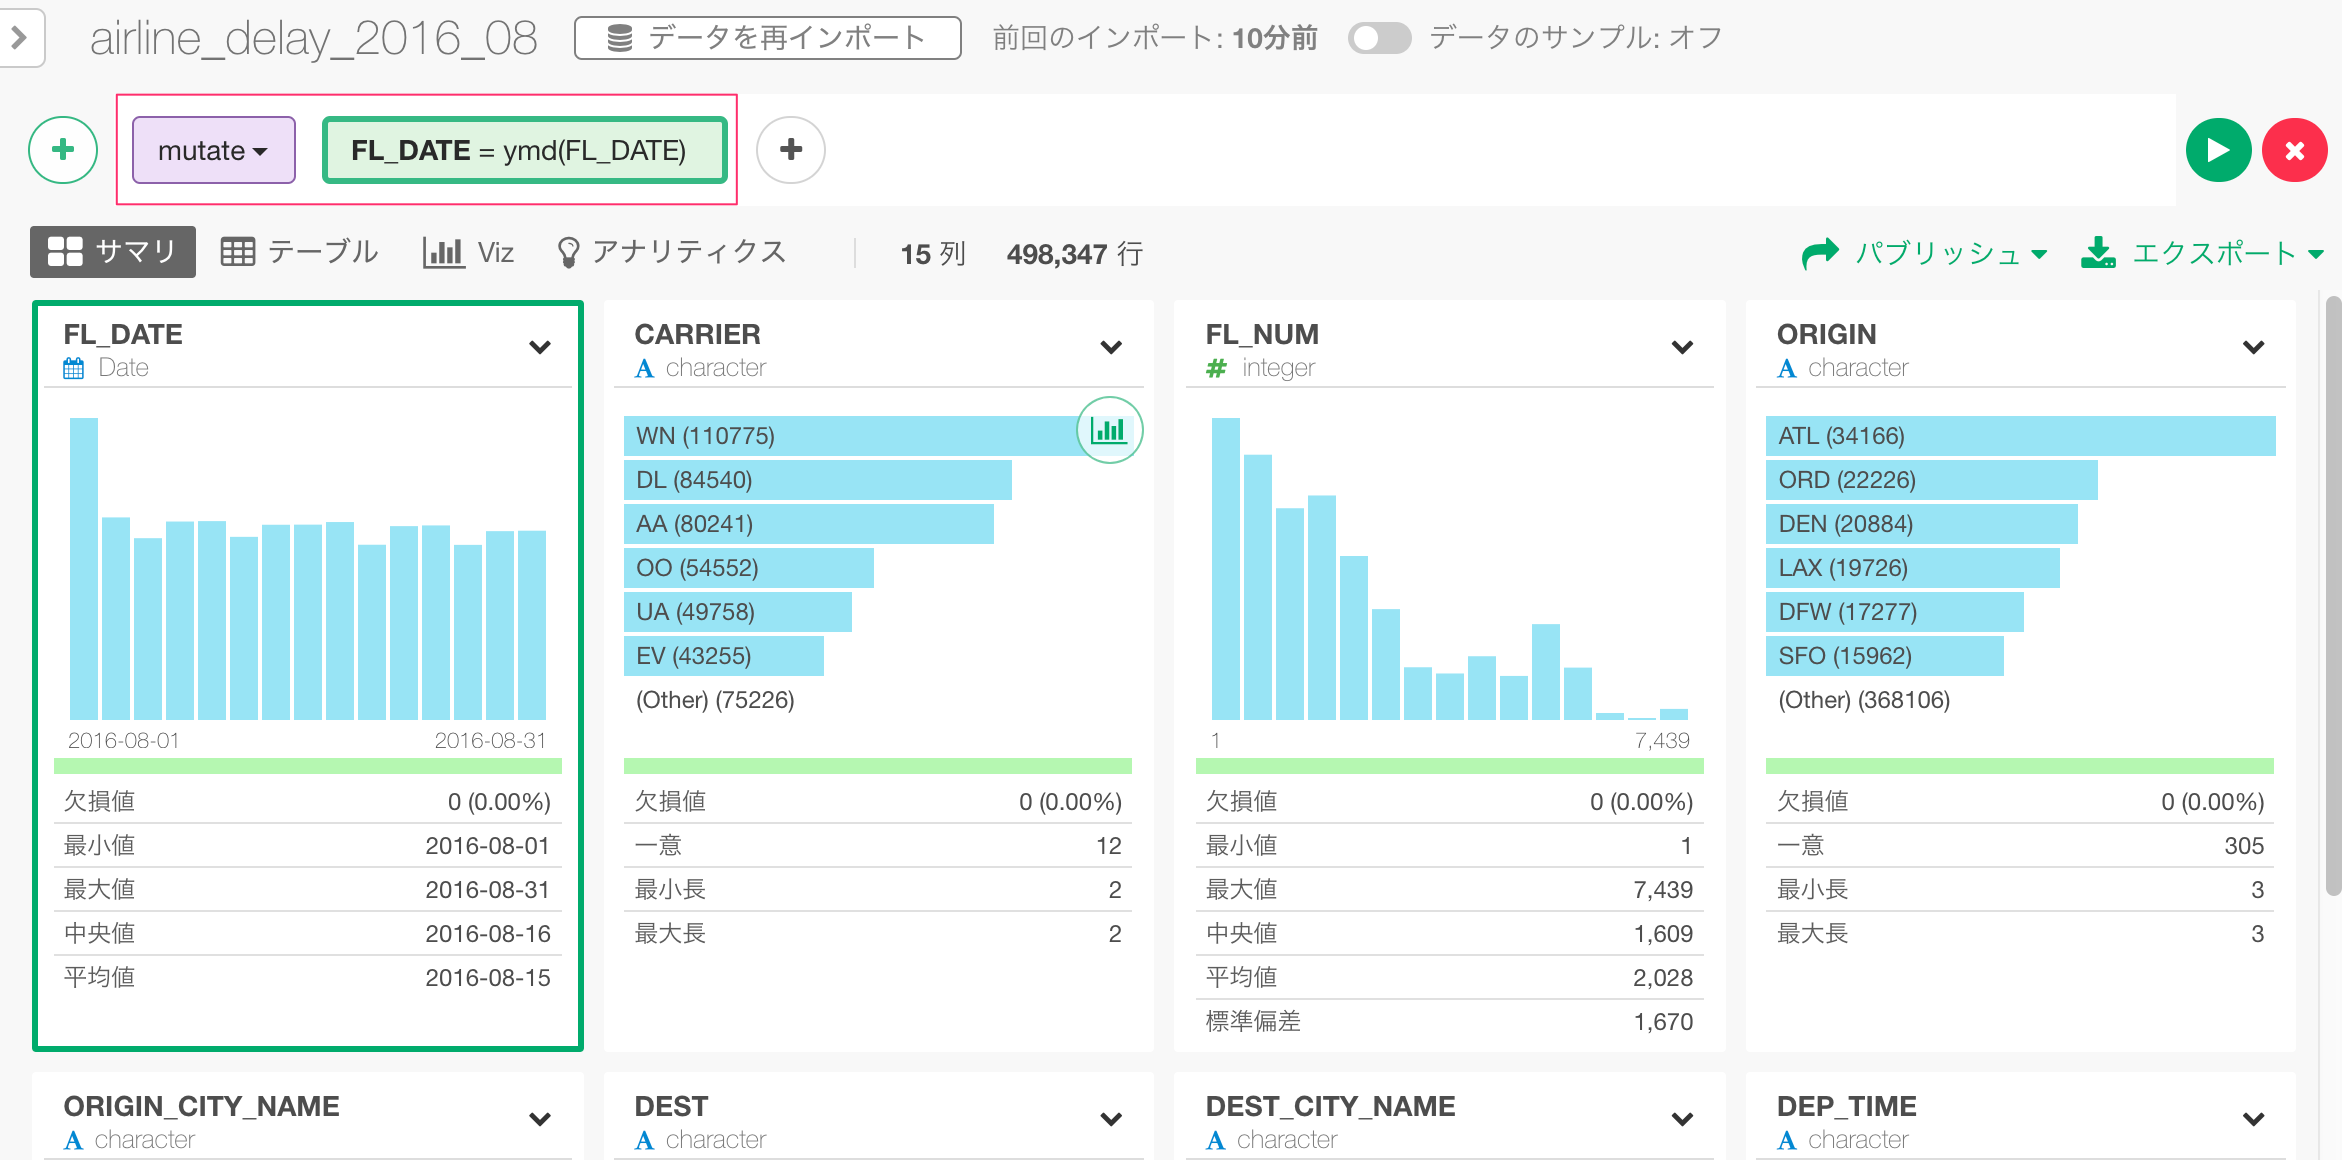 airline_delay_2016_08 データを再インポート 前回のインポート: 10分前 データのサンプル: オフ
mutate FL_DATE = ymd(FL_DATE)
サマリ テーブル Viz アナリティクス 15 列 498,347 行 パブリッシュ エクスポート
FL_DATE
Date
2016-08-01 2016-08-31
欠損値 0 (0.00%)
最小値 2016-08-01
最大値 2016-08-31
中央値 2016-08-16
平均値 2016-08-15
CARRIER
character
WN (110775)
DL (84540)
AA (80241)
OO (54552)
UA (49758)
EV (43255)
(Other) (75226)
欠損値 0 (0.00%)
一意 12
最小長 2
最大長 2
FL_NUM
integer
1 7,439
欠損値 0 (0.00%)
最小値 1
最大値 7,439
中央値 1,609
平均値 2,028
標準偏差 1,670
ORIGIN
character
ATL (34166)
ORD (22226)
DEN (20884)
LAX (19726)
DFW (17277)
SFO (15962)
(Other) (368106)
欠損値 0 (0.00%)
一意 305
最小長 3
最大長 3
ORIGIN_CITY_NAME
character
DEST
character
DEST_CITY_NAME
character
DEP_TIME
character